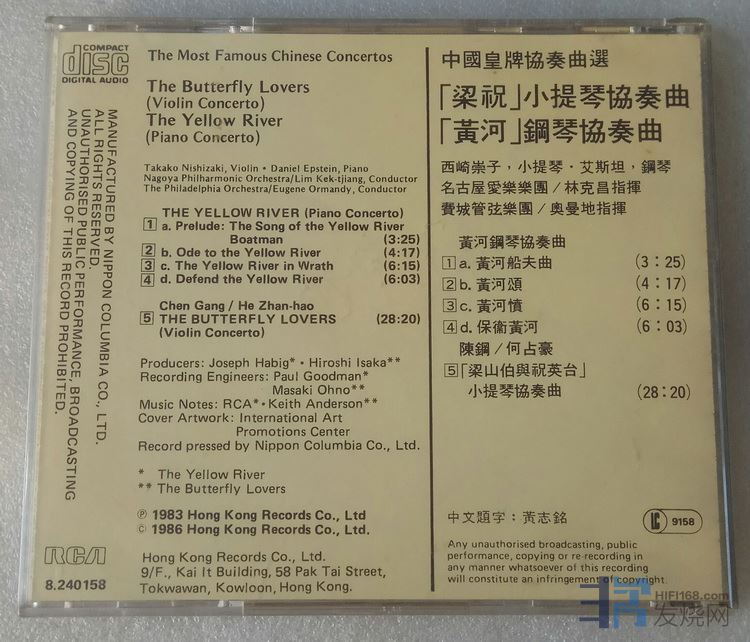 COMPACT
disc
DIGITAL AUDIO
MANUFACTURED BY NIPPON COLUMBIA CO., LTD.
ALL RIGHTS RESERVED.
UNAUTHORISED PUBLIC PERFORMANCE, BROADCASTING
AND COPYING OF THIS RECORD PROHIBITED.
RCA
8.240158
The Most Famous Chinese Concertos
The Butterfly Lovers
(Violin Concerto)
The Yellow River
(Piano Concerto)
Takako Nishizaki, Violin • Daniel Epstein, Piano
Nagoya Philharmonic Orchestra/Lim Kek-tjiang, Conductor
The Philadelphia Orchestra/Eugene Ormandy, Conductor
THE YELLOW RIVER (Piano Concerto)
1 a. Prelude: The Song of the Yellow River
Boatman (3:25)
2 b. Ode to the Yellow River (4:17)
3 c. The Yellow River in Wrath (6:15)
4 d. Defend the Yellow River (6:03)
Chen Gang / He Zhan-hao
5 THE BUTTERFLY LOVERS (28:20)
(Violin Concerto)
Producers: Joseph Habig* • Hiroshi Isaka**
Recording Engineers: Paul Goodman*
Masaki Ohno**
Music Notes: RCA* • Keith Anderson**
Cover Artwork: International Art
Promotions Center
Record pressed by Nippon Columbia Co., Ltd.
* The Yellow River
** The Butterfly Lovers
℗ 1983 Hong Kong Records Co., Ltd
© 1986 Hong Kong Records Co., Ltd.
Hong Kong Records Co., Ltd.
9/F., Kai It Building, 58 Pak Tai Street,
Tokwawan, Kowloon, Hong Kong.
中國皇牌協奏曲選
「梁祝」小提琴協奏曲
「黃河」鋼琴協奏曲
西崎崇子，小提琴・艾斯坦，鋼琴
名古屋愛樂樂團／林克昌指揮
費城管弦樂團／奧曼地指揮
黃河鋼琴協奏曲
1 a. 黃河船夫曲 (3：25)
2 b. 黃河頌 (4：17)
3 c. 黃河憤 (6：15)
4 d. 保衞黃河 (6：03)
陳鋼／何占豪
5 「梁山伯與祝英台」
小提琴協奏曲 (28：20)
中文題字：黃志銘
LC 9158
Any unauthorised broadcasting, public
performance, copying or re-recording in
any manner whatsoever of this recording
will constitute an infringement of copyright.
HIFI168.com
发烧网